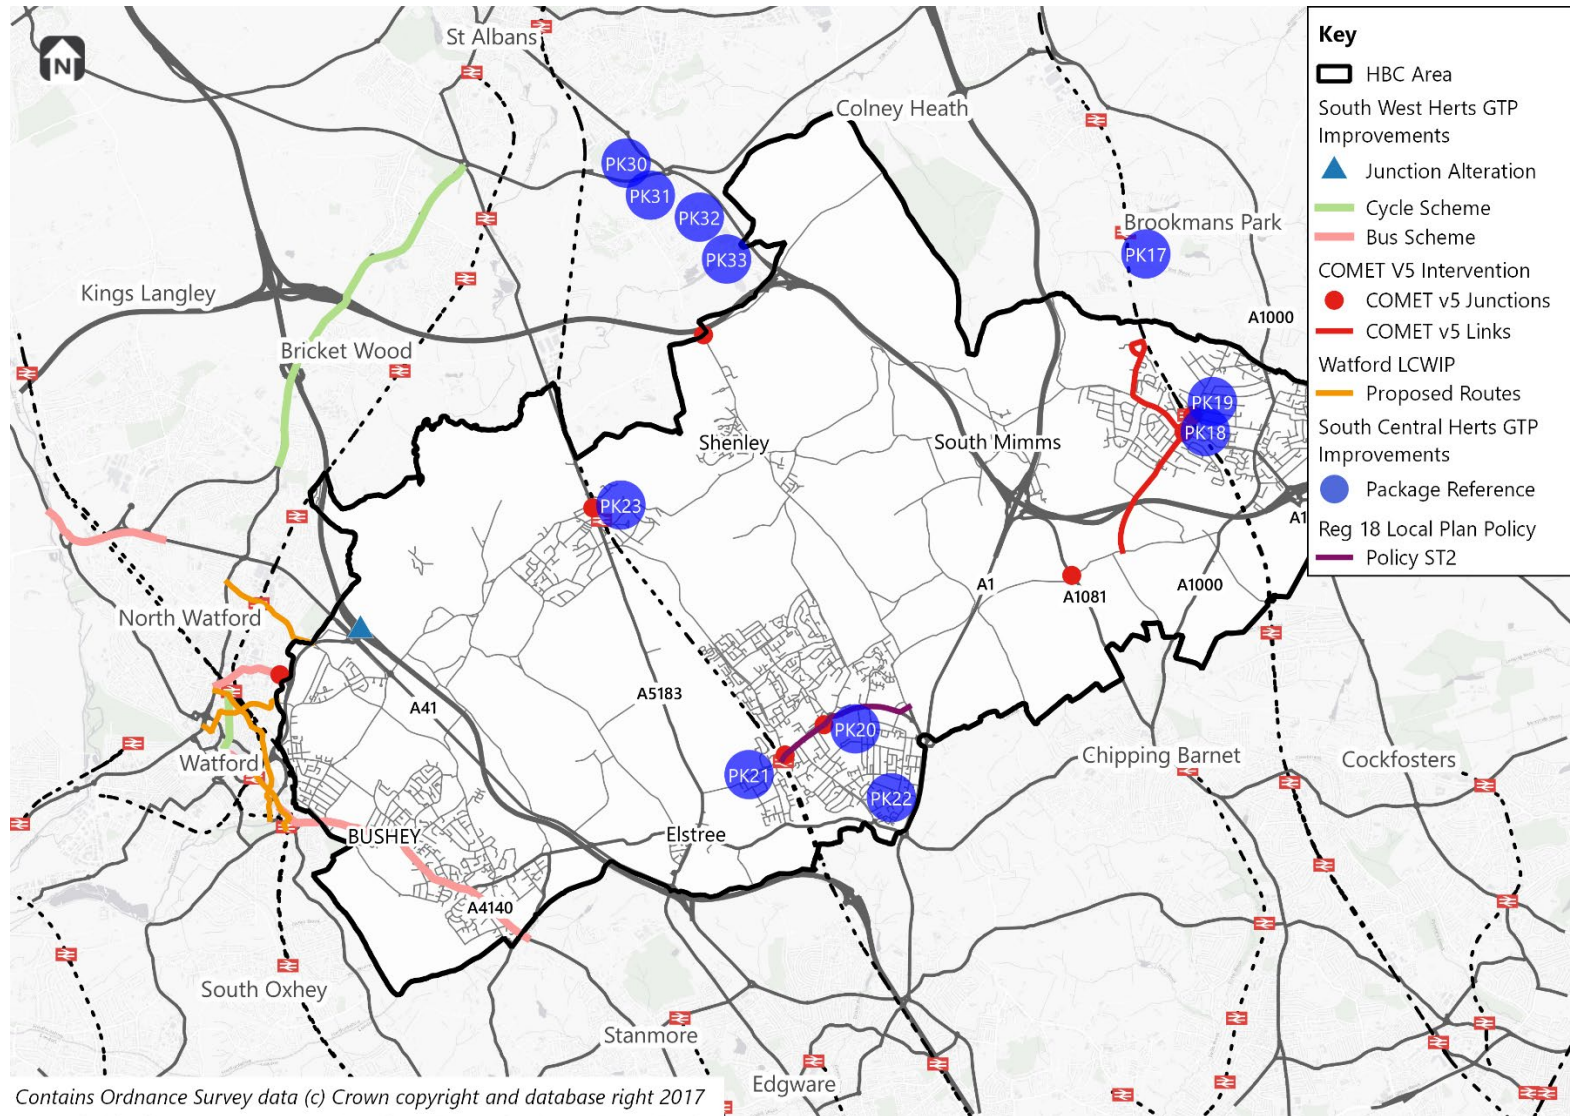 N
St Albans
Colney Heath
PK30
PK31
PK32
PK33
Brookmans Park
PK17
Kings Langley
A1000
Bricket Wood
PK19
PK18
Shenley
South Mimms
PK23
A1
A1
A1081
A1000
North Watford
A5183
A41
PK20
PK21
PK22
Watford
Chipping Barnet
Cockfosters
BUSHEY
Elstree
A4140
South Oxhey
Stanmore
Edgware
Contains Ordnance Survey data (c) Crown copyright and database right 2017
Key
HBC Area
South West Herts GTP
Improvements
Junction Alteration
Cycle Scheme
Bus Scheme
COMET V5 Intervention
COMET v5 Junctions
COMET v5 Links
Watford LCWIP
Proposed Routes
South Central Herts GTP
Improvements
Package Reference
Reg 18 Local Plan Policy
Policy ST2